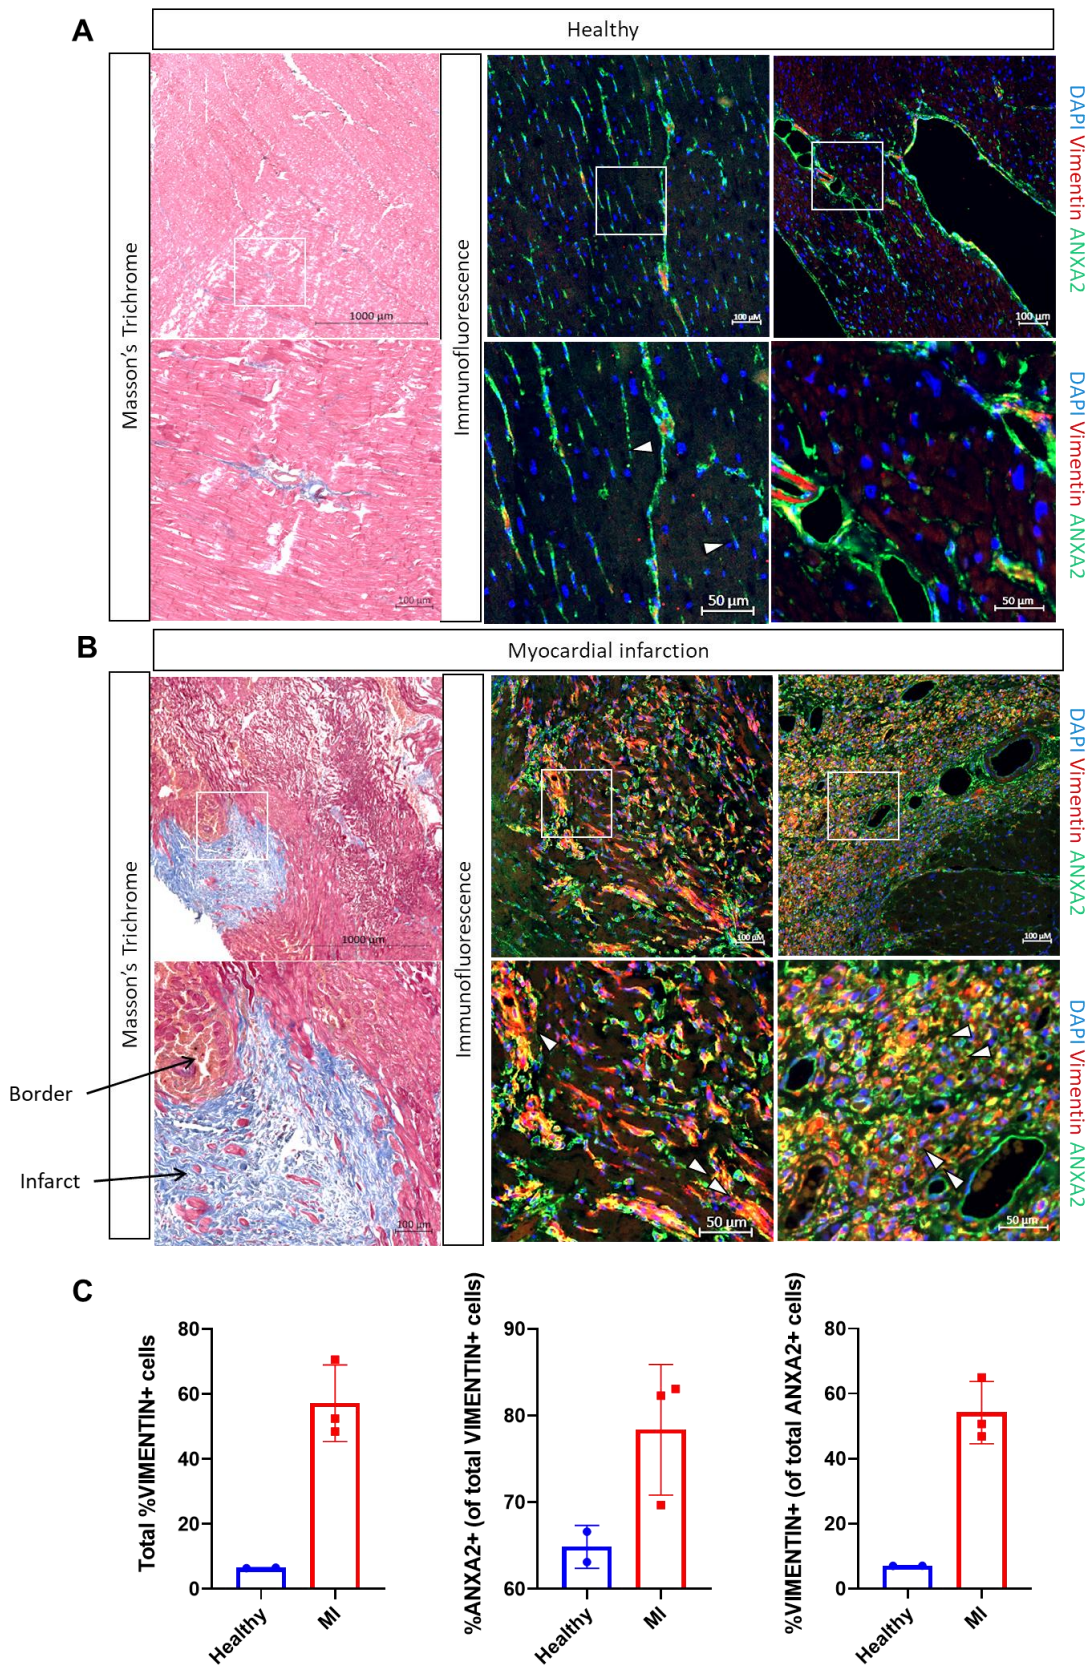 A
Healthy
Masson's Trichrome
1000 µm
100 µm
Immunofluorescence
100 µM
100 µm
50 µm
50 µm
DAPI Vimentin ANXA2
DAPI Vimentin ANXA2
B
Myocardial infarction
Masson's Trichrome
1000 µm
Border
Infarct
100 µm
Immunofluorescence
100 µM
100 µM
50 µm
50 µm
DAPI Vimentin ANXA2
DAPI Vimentin ANXA2
C
Total %VIMENTIN+ cells
80
60
40
20
0
Healthy
MI
%ANXA2+ (of total VIMENTIN+ cells)
90
80
70
60
Healthy
MI
%VIMENTIN+ (of total ANXA2+ cells)
80
60
40
20
0
Healthy
MI